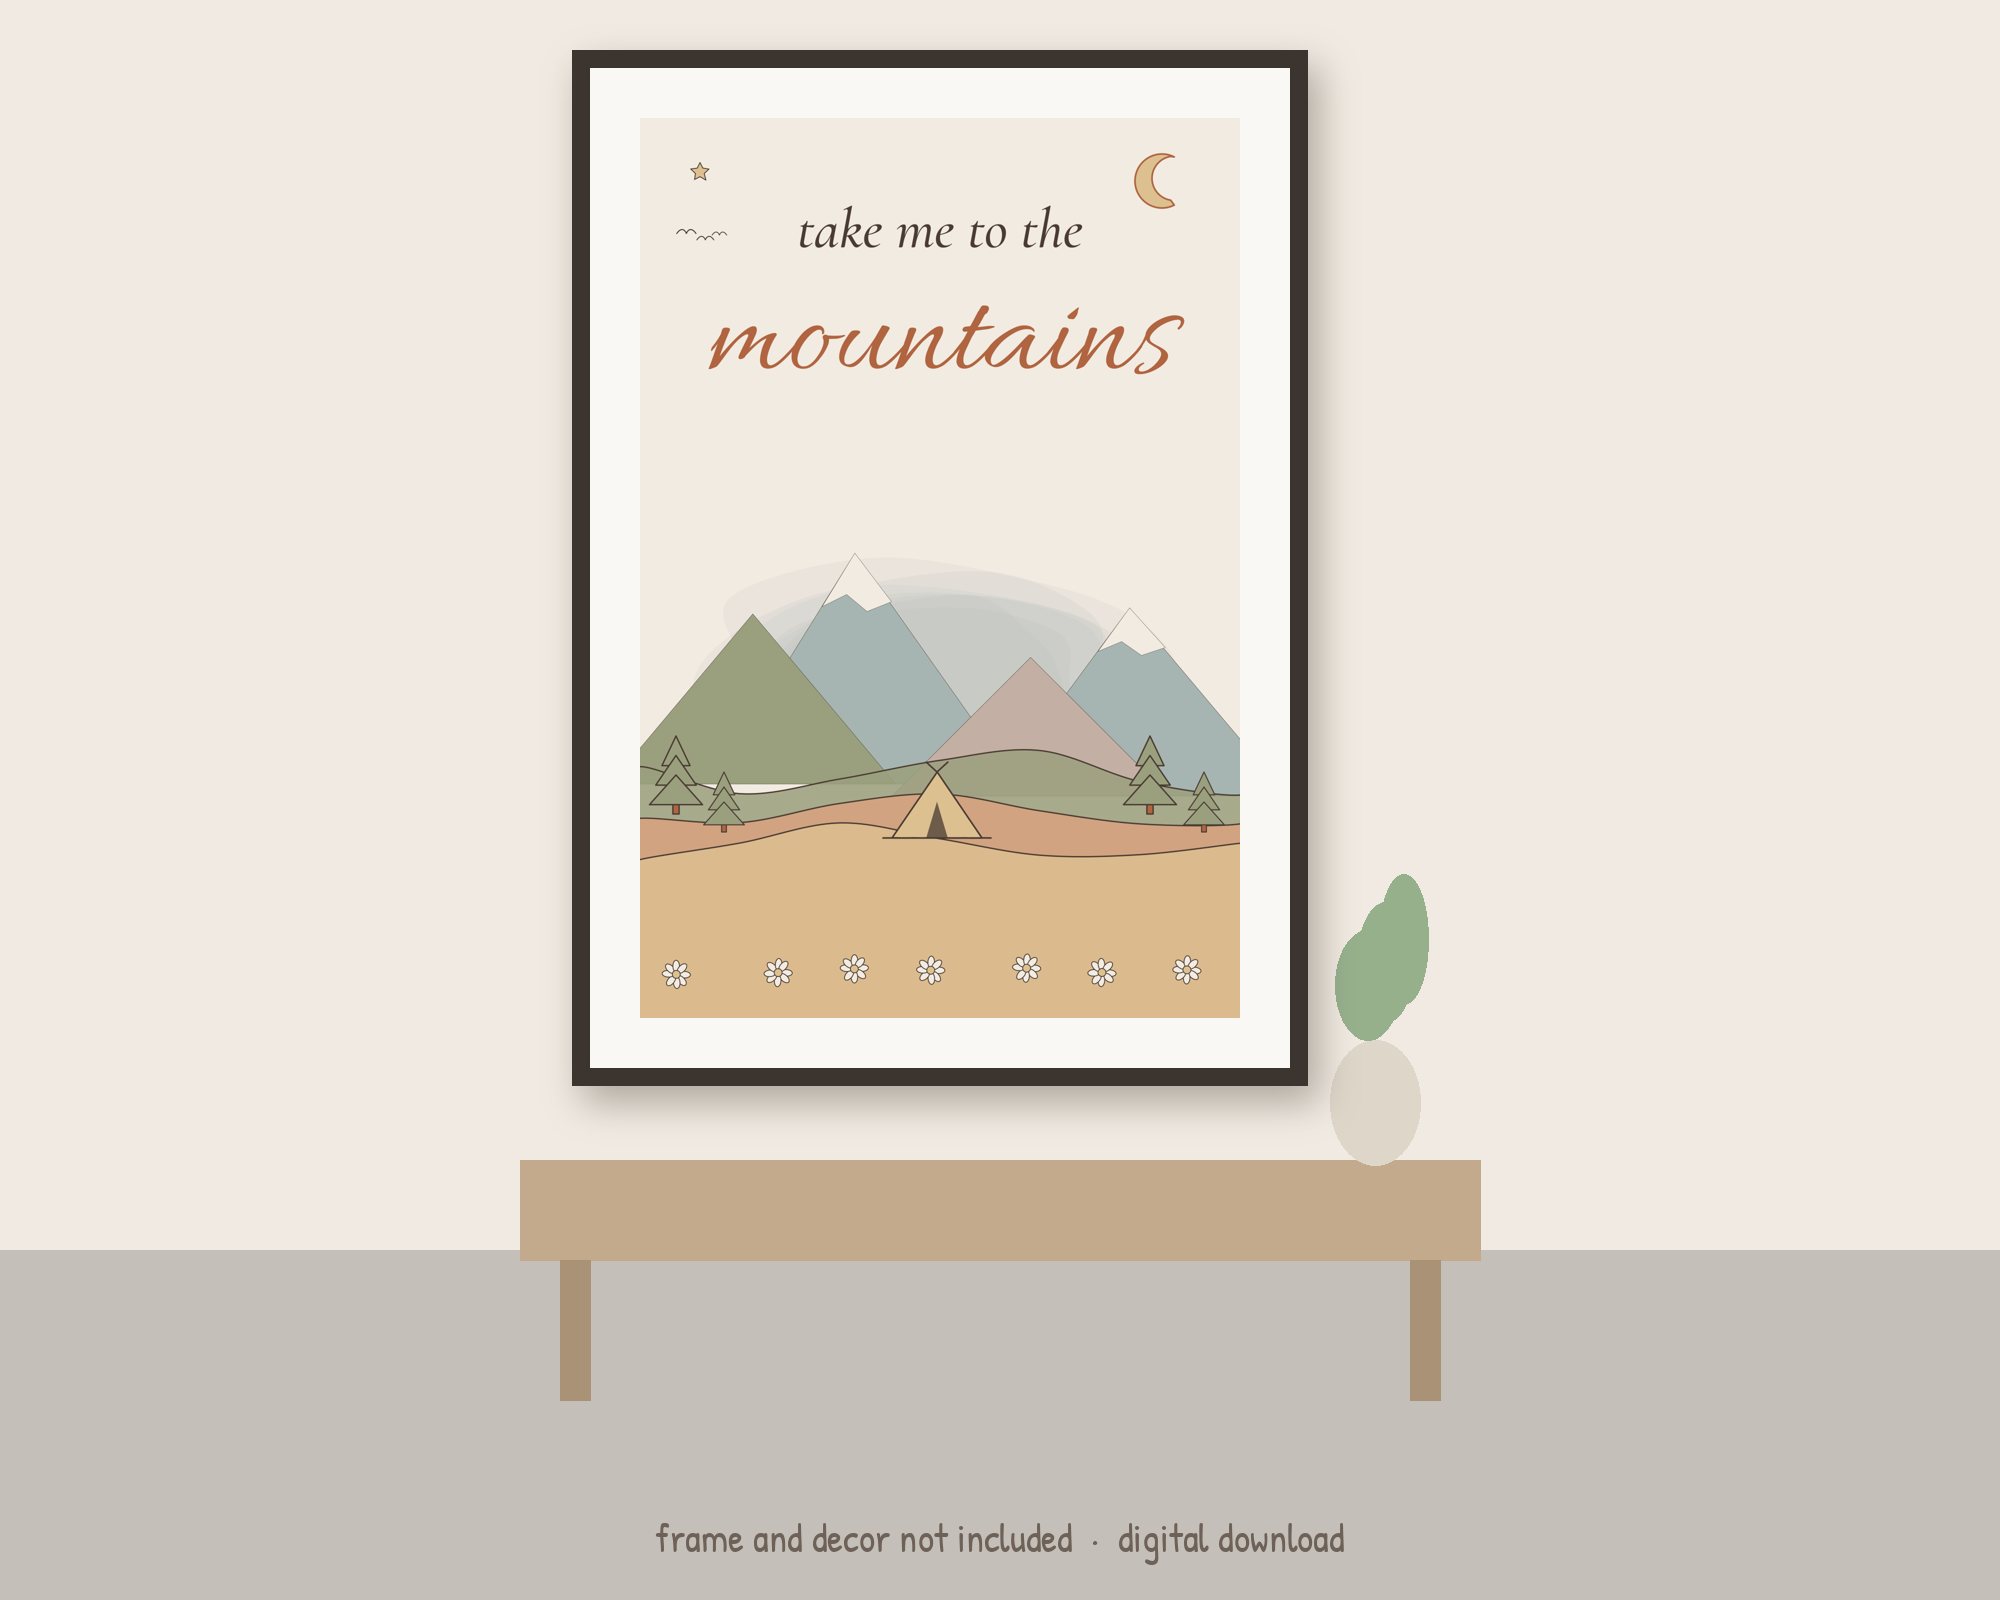 take me to the
mountains
frame and decor not included · digital download